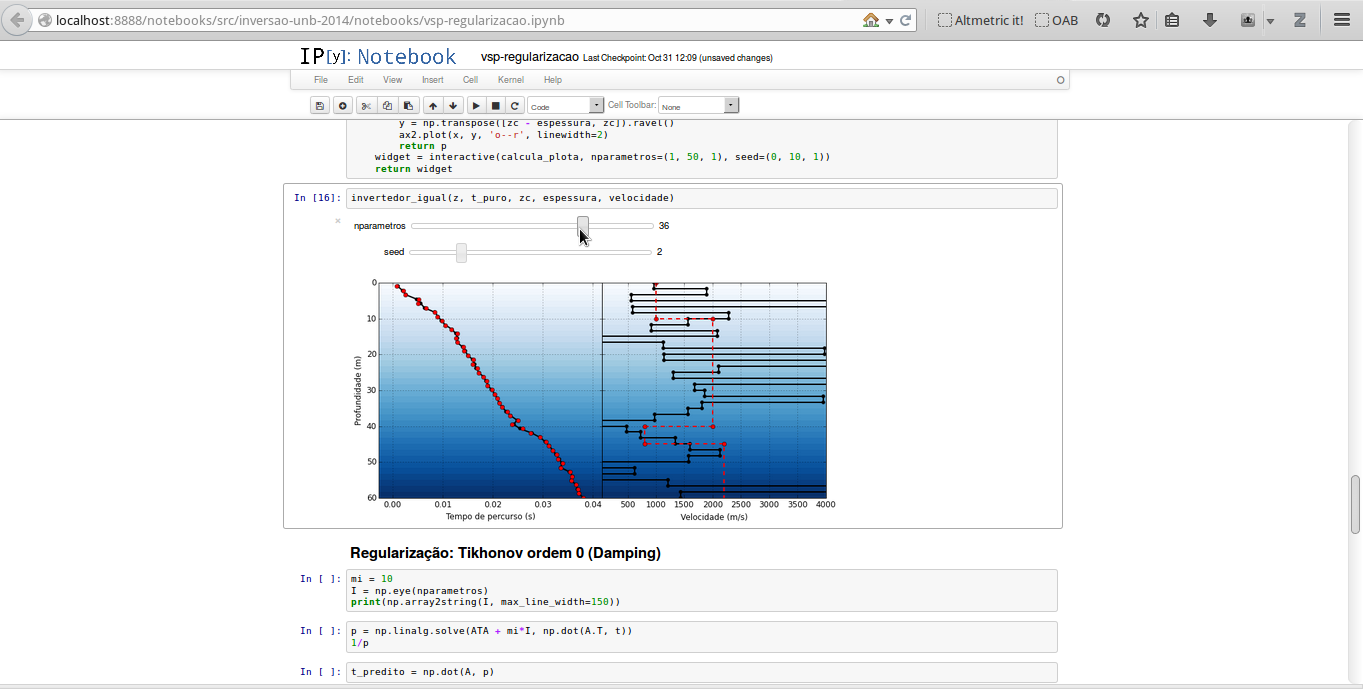 localhost:8888/notebooks/src/inversao-unb-2014/notebooks/vsp-regularizacao.ipynb
Altmetric it!
OAB
IP[y]: Notebook
vsp-regularizacao Last Checkpoint: Oct 31 12:09 (unsaved changes)
File Edit View Insert Cell Kernel Help
Code
Cell Toolbar: None
y = np.transpose([zc - espessura, zc]).ravel()
ax2.plot(x, y, 'o--r', linewidth=2)
return p
widget = interactive(calcula_plota, nparametros=(1, 50, 1), seed=(0, 10, 1))
return widget
In [16]: invertedor_igual(z, t_puro, zc, espessura, velocidade)
×
nparametros 36
seed 2
0
10
20
30
40
50
60
Profundidade (m)
0.00 0.01 0.02 0.03 0.04 500 1000 1500 2000 2500 3000 3500 4000
Tempo de percurso (s) Velocidade (m/s)
Regularização: Tikhonov ordem 0 (Damping)
In [ ]: mi = 10
I = np.eye(nparametros)
print(np.array2string(I, max_line_width=150))
In [ ]: p = np.linalg.solve(ATA + mi*I, np.dot(A.T, t))
1/p
In [ ]: t_predito = np.dot(A, p)